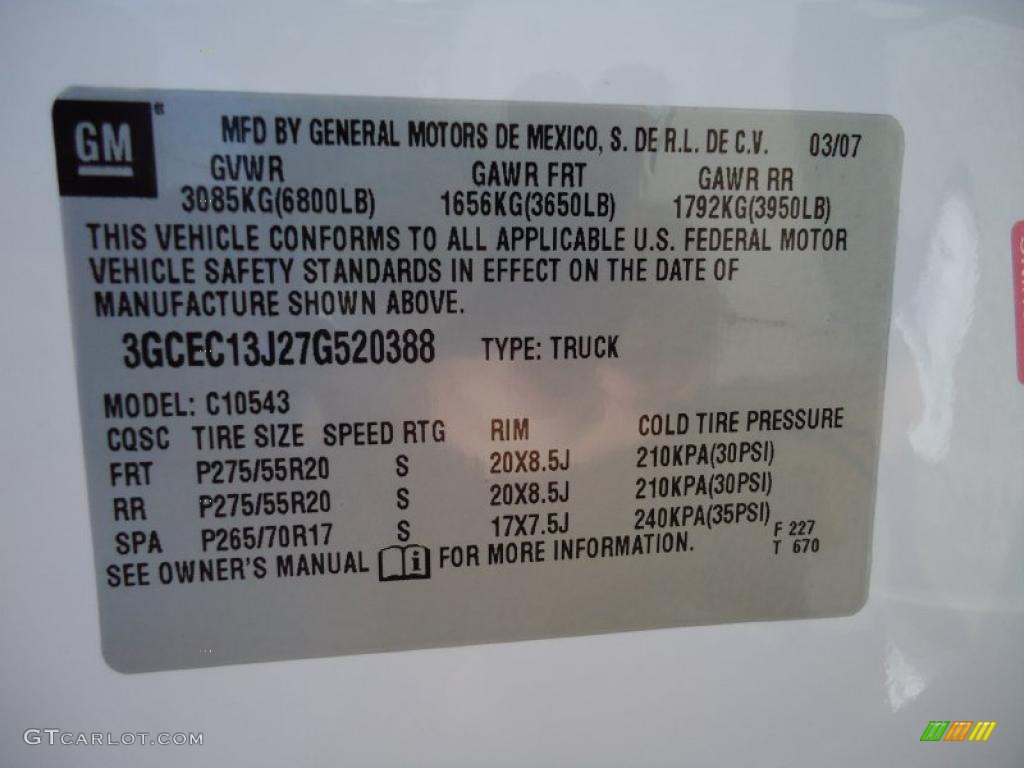 GM ®
MFD BY GENERAL MOTORS DE MEXICO, S. DE R.L. DE C.V. 03/07
GVWR GAWR FRT GAWR RR
3085KG(6800LB) 1656KG(3650LB) 1792KG(3950LB)
THIS VEHICLE CONFORMS TO ALL APPLICABLE U.S. FEDERAL MOTOR
VEHICLE SAFETY STANDARDS IN EFFECT ON THE DATE OF
MANUFACTURE SHOWN ABOVE.
3GCEC13J27G520388 TYPE: TRUCK
MODEL: C10543
CQSC TIRE SIZE SPEED RTG RIM COLD TIRE PRESSURE
FRT P275/55R20 S 20X8.5J 210KPA(30PSI)
RR P275/55R20 S 20X8.5J 210KPA(30PSI)
SPA P265/70R17 S 17X7.5J 240KPA(35PSI)
F 227
T 670
SEE OWNER'S MANUAL i FOR MORE INFORMATION.
GTCARLOT.COM